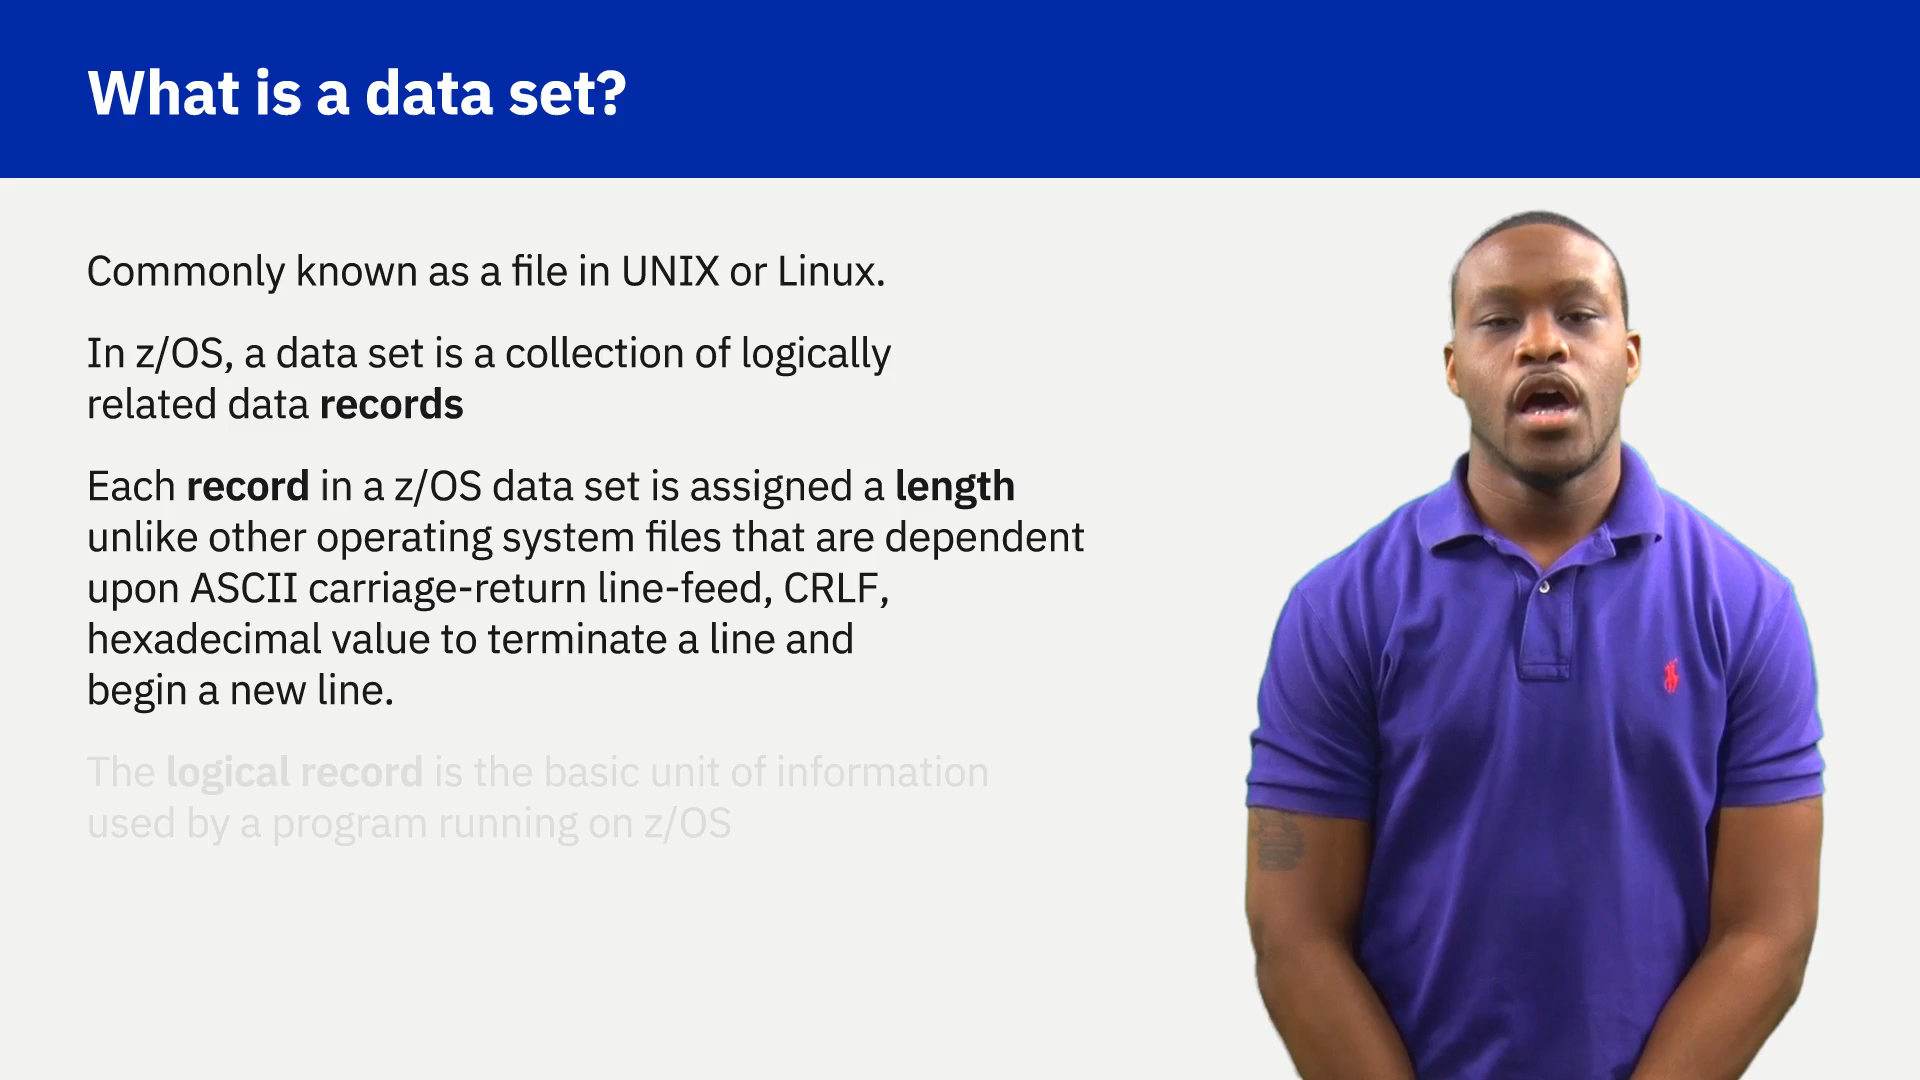 What is a data set?
Commonly known as a file in UNIX or Linux.
In z/OS, a data set is a collection of logically
related data records
Each record in a z/OS data set is assigned a length
unlike other operating system files that are dependent
upon ASCII carriage-return line-feed, CRLF,
hexadecimal value to terminate a line and
begin a new line.
The logical record is the basic unit of information
used by a program running on z/OS